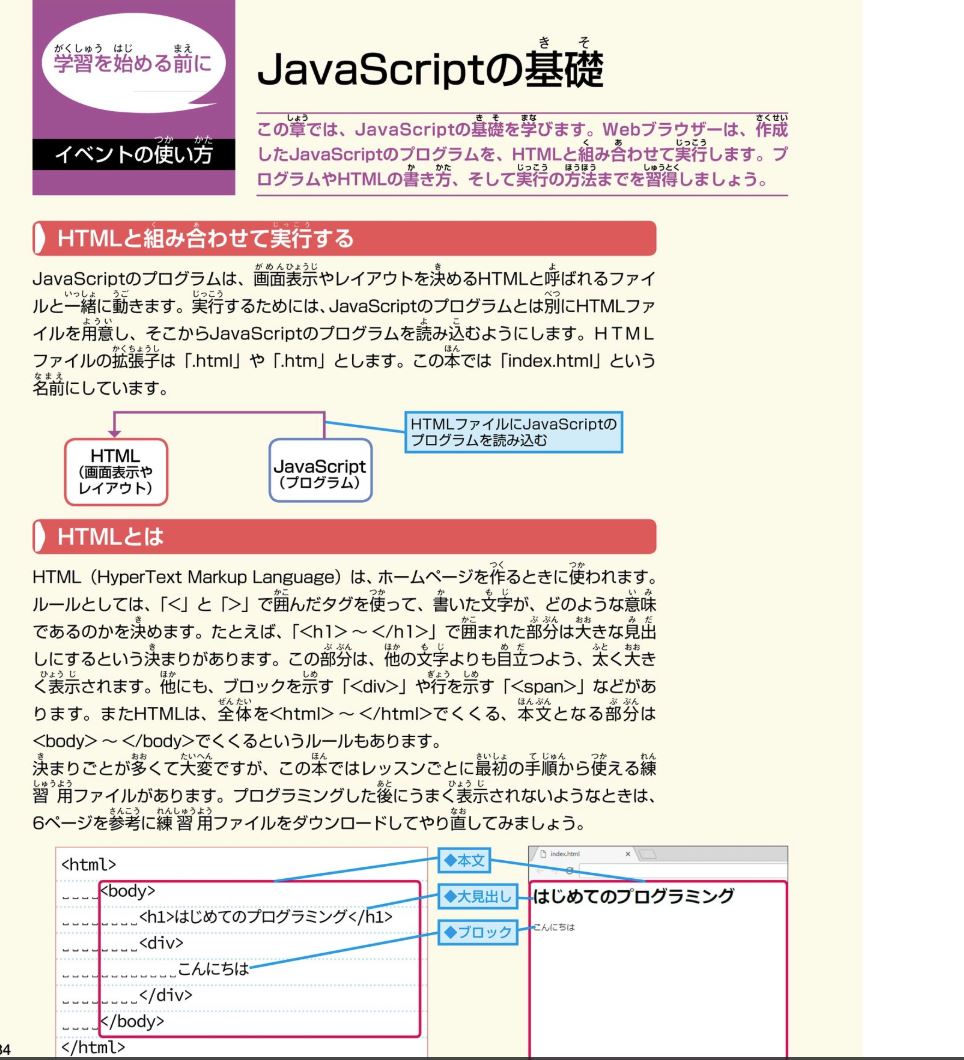 学習を始める前に
イベントの使い方
JavaScriptの基礎
この章では、JavaScriptの基礎を学びます。Webブラウザーは、作成
したJavaScriptのプログラムを、HTMLと組み合わせて実行します。プ
ログラムやHTMLの書き方、そして実行の方法までを習得しましょう。
HTMLと組み合わせて実行する
JavaScriptのプログラムは、画面表示やレイアウトを決めるHTMLと呼ばれるファイ
ルと一緒に動きます。実行するためには、JavaScriptのプログラムとは別にHTMLファ
イルを用意し、そこからJavaScriptのプログラムを読み込むようにします。HTML
ファイルの拡張子は「.html」や「.htm」とします。この本では「index.html」という
名前にしています。
HTMLファイルにJavaScriptの
プログラムを読み込む
HTML
(画面表示や
レイアウト)
JavaScript
(プログラム)
HTMLとは
HTML（HyperText Markup Language）は、ホームページを作るときに使われます。
ルールとしては、「<」と「>」で囲んだタグを使って、書いた文字が、どのような意味
であるのかを決めます。たとえば、「<h1>～</h1>」で囲まれた部分は大きな見出
しにするという決まりがあります。この部分は、他の文字よりも目立つよう、太く大き
く表示されます。他にも、ブロックを示す「<div>」や行を示す「<span>」などがあ
ります。またHTMLは、全体を<html>～</html>でくくる、本文となる部分は
<body>～</body>でくくるというルールもあります。
決まりごとが多くて大変ですが、この本ではレッスンごとに最初の手順から使える練
習用ファイルがあります。プログラミングした後にうまく表示されないようなときは、
6ページを参考に練習用ファイルをダウンロードしてやり直してみましょう。
<html>
<body>
<h1>はじめてのプログラミング</h1>
<div>
こんにちは
</div>
</body>
</html>
◆本文
◆大見出し
◆ブロック
index.html
はじめてのプログラミング
こんにちは